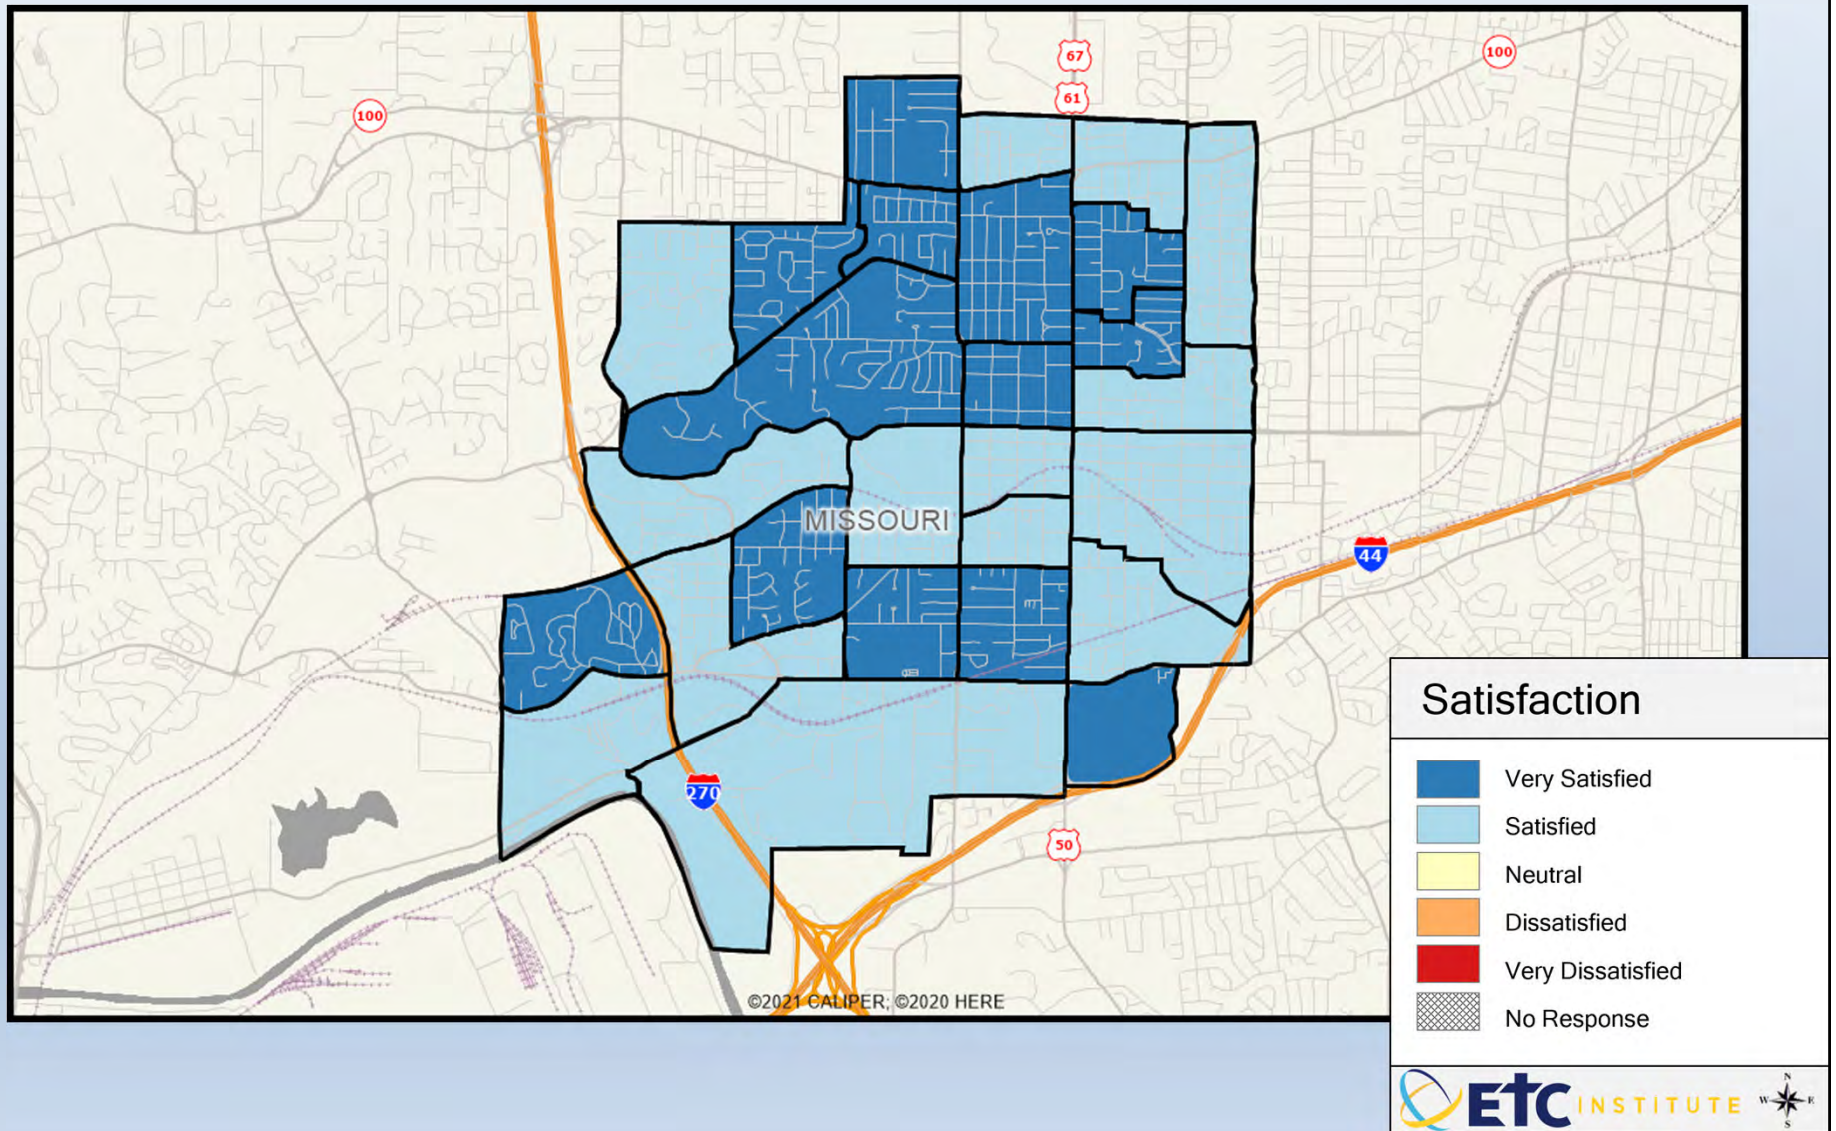 67
100
61
100
MISSOURI
44
270
50
©2021 CALIPER; ©2020 HERE
Satisfaction
Very Satisfied
Satisfied
Neutral
Dissatisfied
Very Dissatisfied
No Response
ETC INSTITUTE
N
W E
S